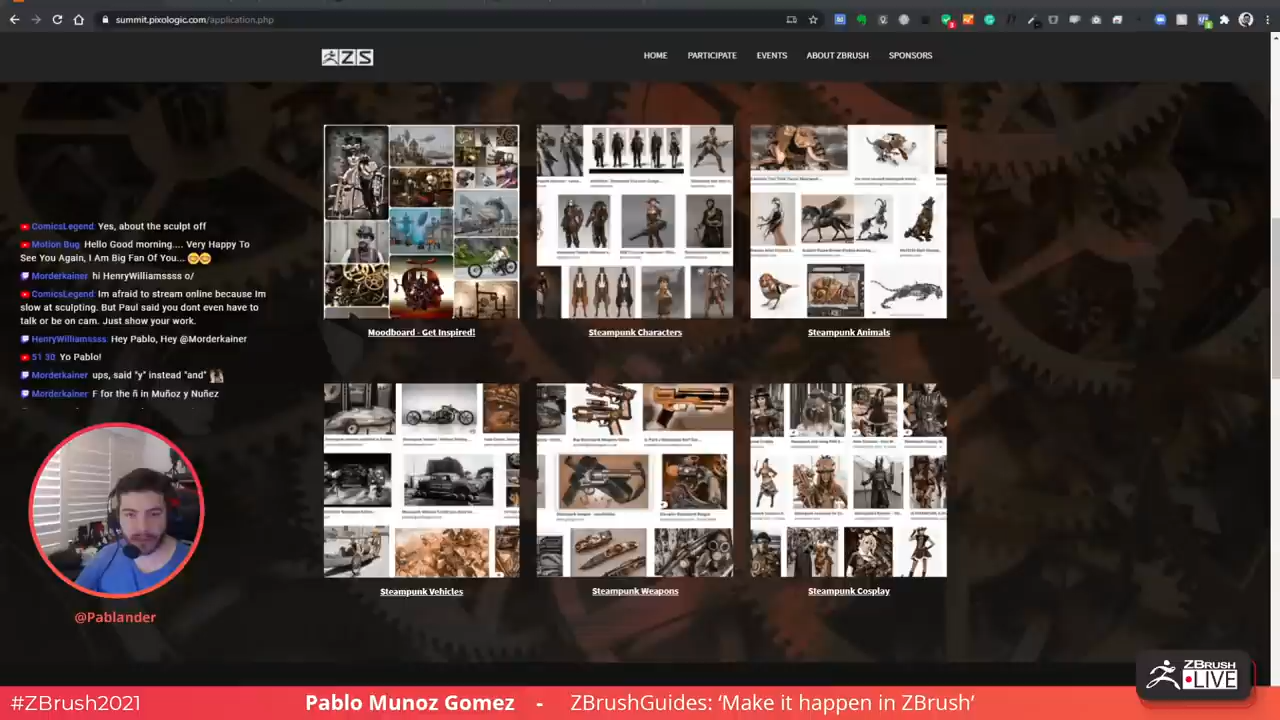 summit.pixologic.com/application.php
ZS
HOME
PARTICIPATE
EVENTS
ABOUT ZBRUSH
SPONSORS
ComicsLegend: Yes, about the sculpt off
Motion Bug: Hello Good morning.... Very Happy To
See You Again, I Among Fan Of You... 😊😊
Morderkainer: hi HenryWilliamssss o/
ComicsLegend: Im afraid to stream online because Im
slow at sculpting. But Paul said you dont even have to
talk or be on cam. Just show your work.
HenryWilliamssss: Hey Pablo, Hey @Morderkainer
51 30: Yo Pablo!
Morderkainer: ups, said "y" instead "and"
Morderkainer: F for the ñ in Muñoz y Nuñez
Moodboard - Get Inspired!
Steampunk Characters
Steampunk Animals
Steampunk Vehicles
Steampunk Weapons
Steampunk Cosplay
@Pablander
ZBRUSH
LIVE
#ZBrush2021
Pablo Munoz Gomez - ZBrushGuides: 'Make it happen in ZBrush'